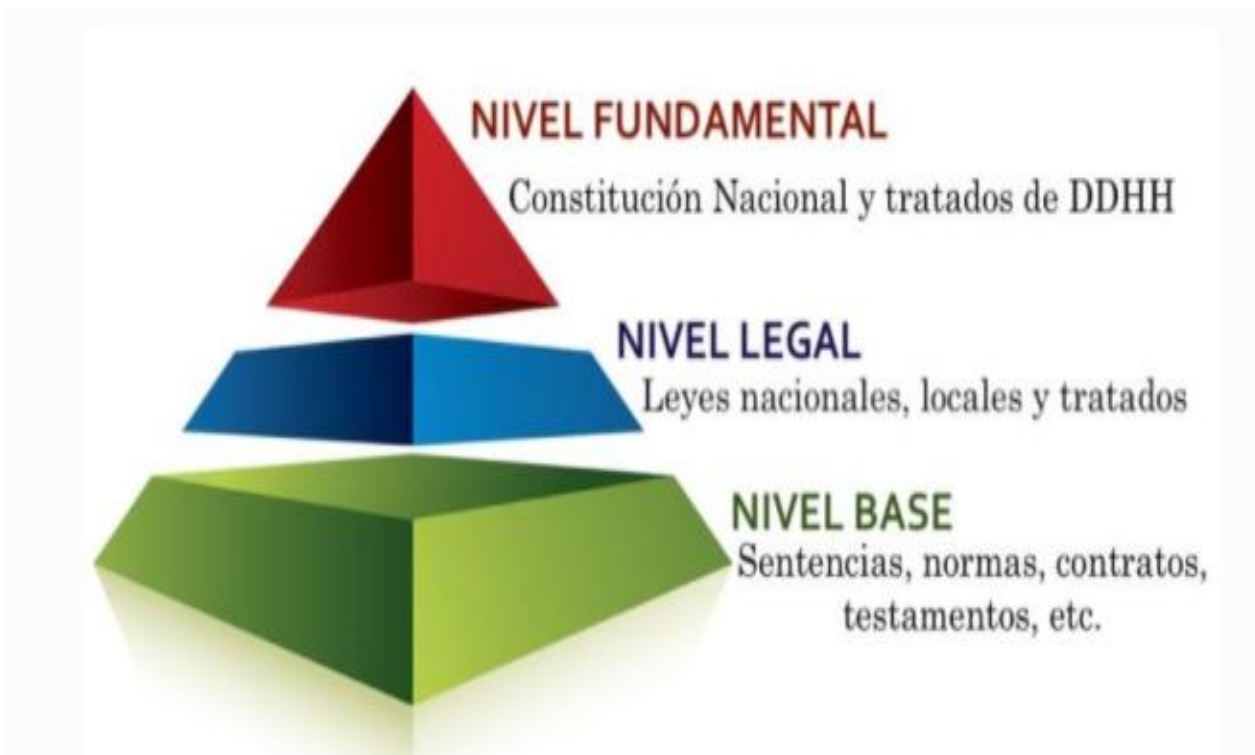 NIVEL FUNDAMENTAL
Constitución Nacional y tratados de DDHH
NIVEL LEGAL
Leyes nacionales, locales y tratados
NIVEL BASE
Sentencias, normas, contratos,
testamentos, etc.